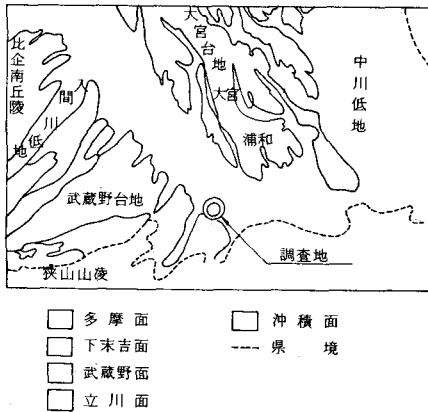 大宮台地
比企南丘陵
入間川低地
大宮
浦和
中川低地
武蔵野台地
調査地
狭山山陵
多摩面
下末吉面
武蔵野面
立川面
沖積面
県境